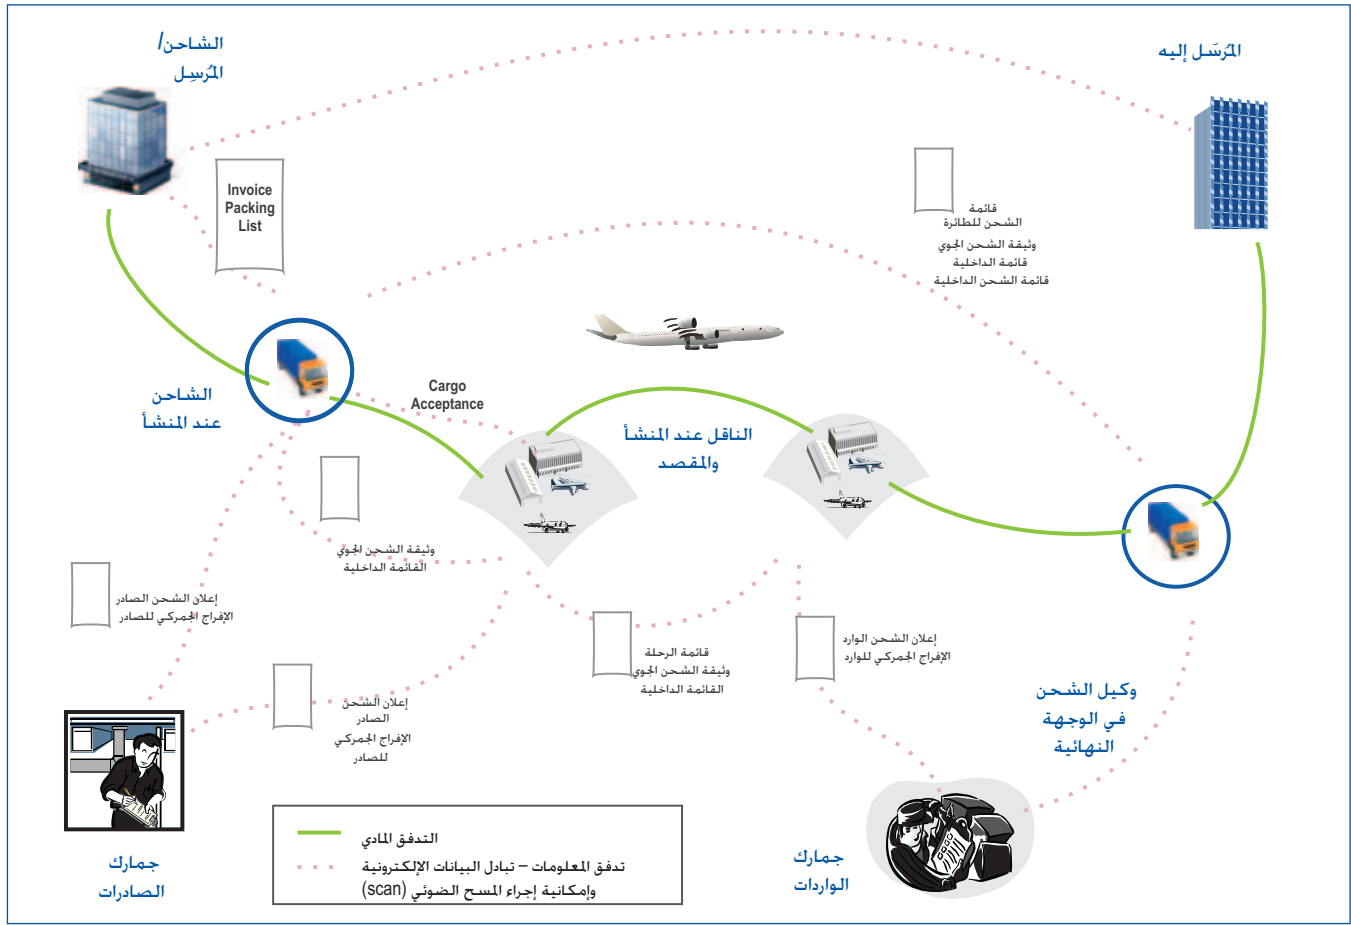 الشاحن/
المُرسِل
المُرسَل إليه
Invoice
Packing
List
قائمة
الشحن للطائرة
وثيقة الشحن الجوي
قائمة الداخلية
قائمة الشحن الداخلية
الشاحن
عند المنشأ
Cargo
Acceptance
الناقل عند المنشأ
والمقصد
وثيقة الشحن الجوي
القائمة الداخلية
إعلان الشحن الصادر
الإفراج الجمركي للصادر
قائمة الرحلة
وثيقة الشحن الجوي
القائمة الداخلية
إعلان الشحن الوارد
الإفراج الجمركي للوارد
إعلان الشحن
الصادر
الإفراج الجمركي
للصادر
وكيل الشحن
في الوجهة
النهائية
جمارك
الصادرات
جمارك
الواردات
التدفق المادي
تدفق المعلومات – تبادل البيانات الإلكترونية
وإمكانية إجراء المسح الضوئي (scan)